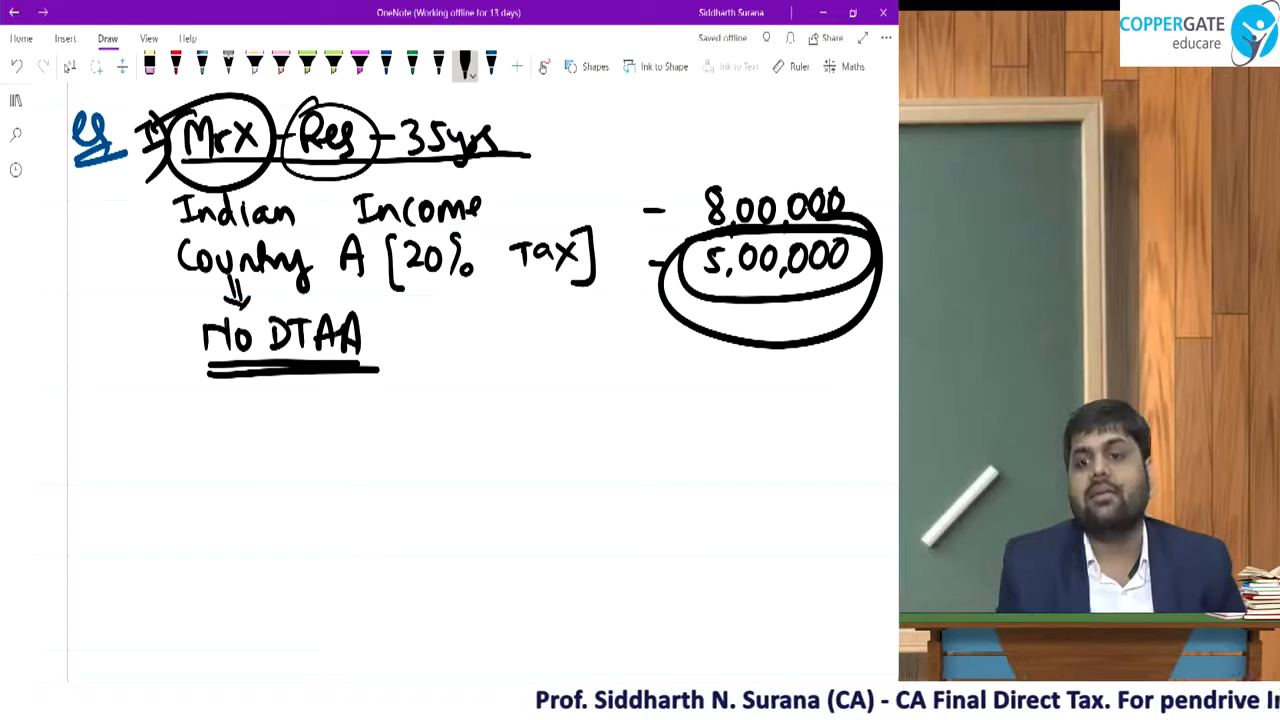 OneNote (Working offline for 13 days)
Siddharth Surana
Home Insert Draw View Help
Saved offline Share
Shapes Ink to Shape Ink to Text Ruler Maths
COPPERGATE
educare
Eg 1) Mr X - Res - 35 yrs
Indian Income - 8,00,000
Country A [20% Tax] - 5,00,000
No DTAA
Prof. Siddharth N. Surana (CA) - CA Final Direct Tax. For pendrive